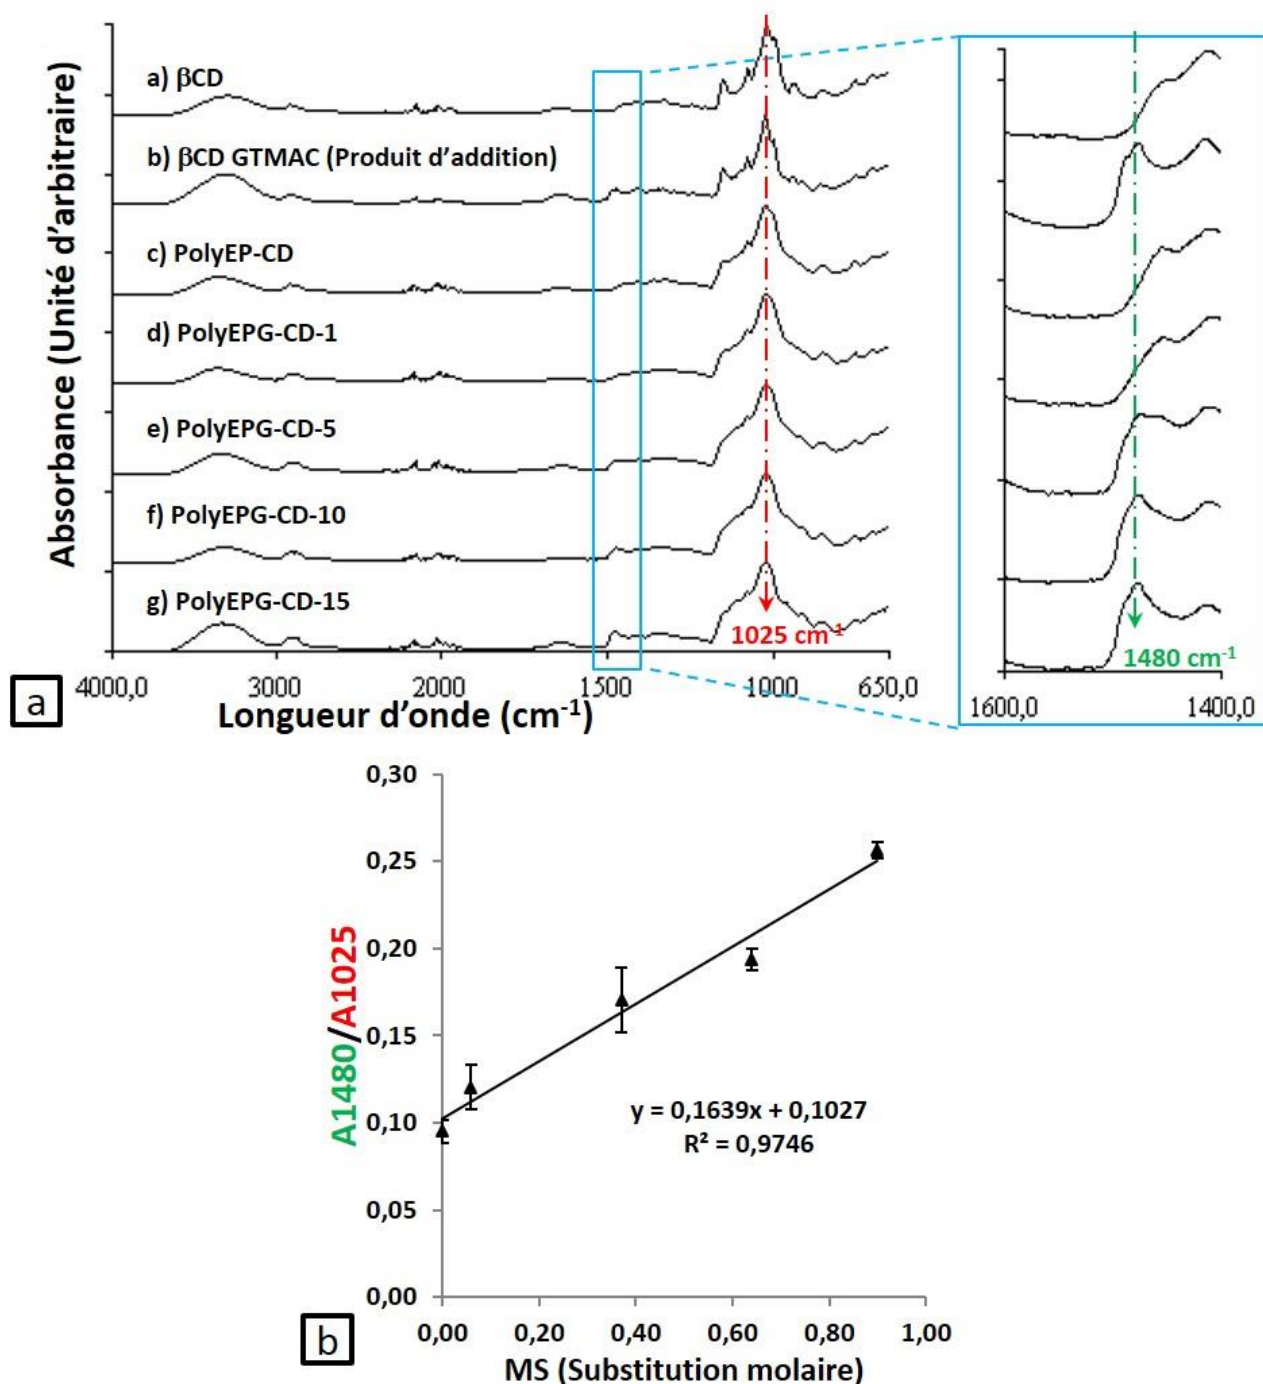 Absorbance (Unité d'arbitraire)
a) βCD
b) βCD GTMAC (Produit d'addition)
c) PolyEP-CD
d) PolyEPG-CD-1
e) PolyEPG-CD-5
f) PolyEPG-CD-10
g) PolyEPG-CD-15
1025 cm⁻¹
1480 cm⁻¹
4000,0 3000 2000 1500 1000 650,0
1600,0 1400,0
Longueur d'onde (cm⁻¹)
a
A1480/A1025
0,30
0,25
0,20
0,15
0,10
0,05
0,00
y = 0,1639x + 0,1027
R² = 0,9746
0,00 0,20 0,40 0,60 0,80 1,00
MS (Substitution molaire)
b